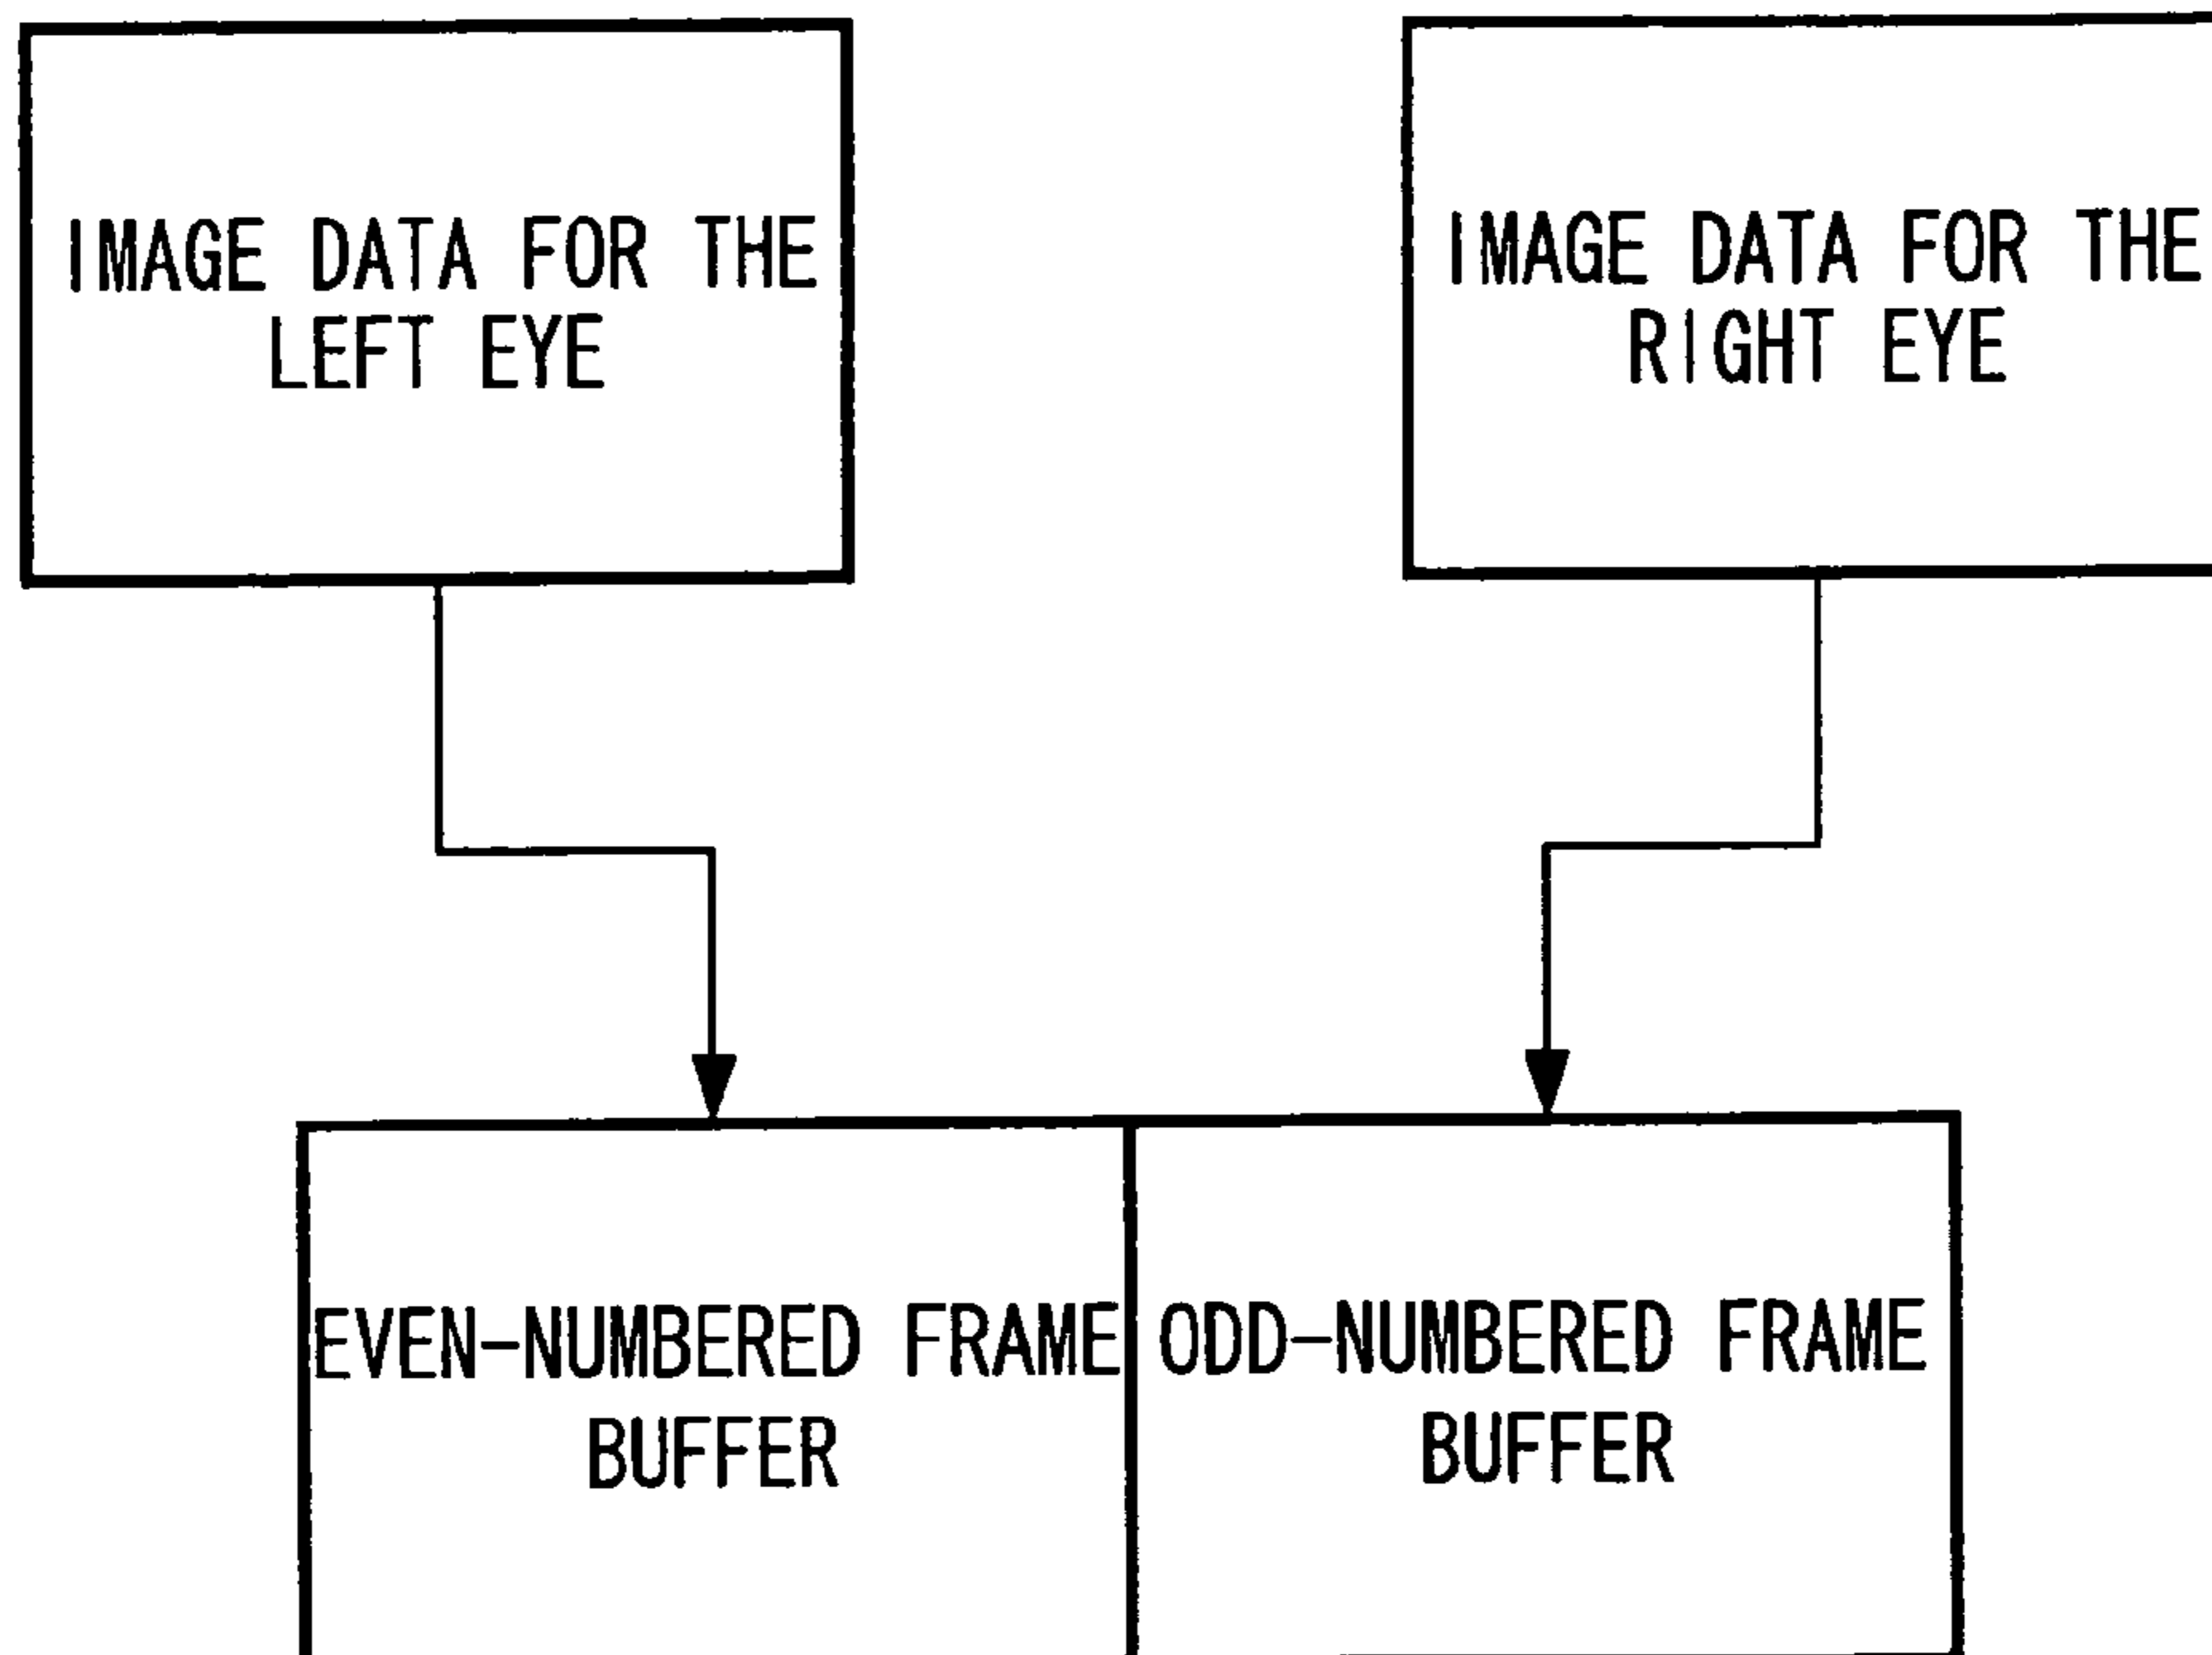 IMAGE DATA FOR THE
LEFT EYE
IMAGE DATA FOR THE
RIGHT EYE
EVEN-NUMBERED FRAME
BUFFER
ODD-NUMBERED FRAME
BUFFER